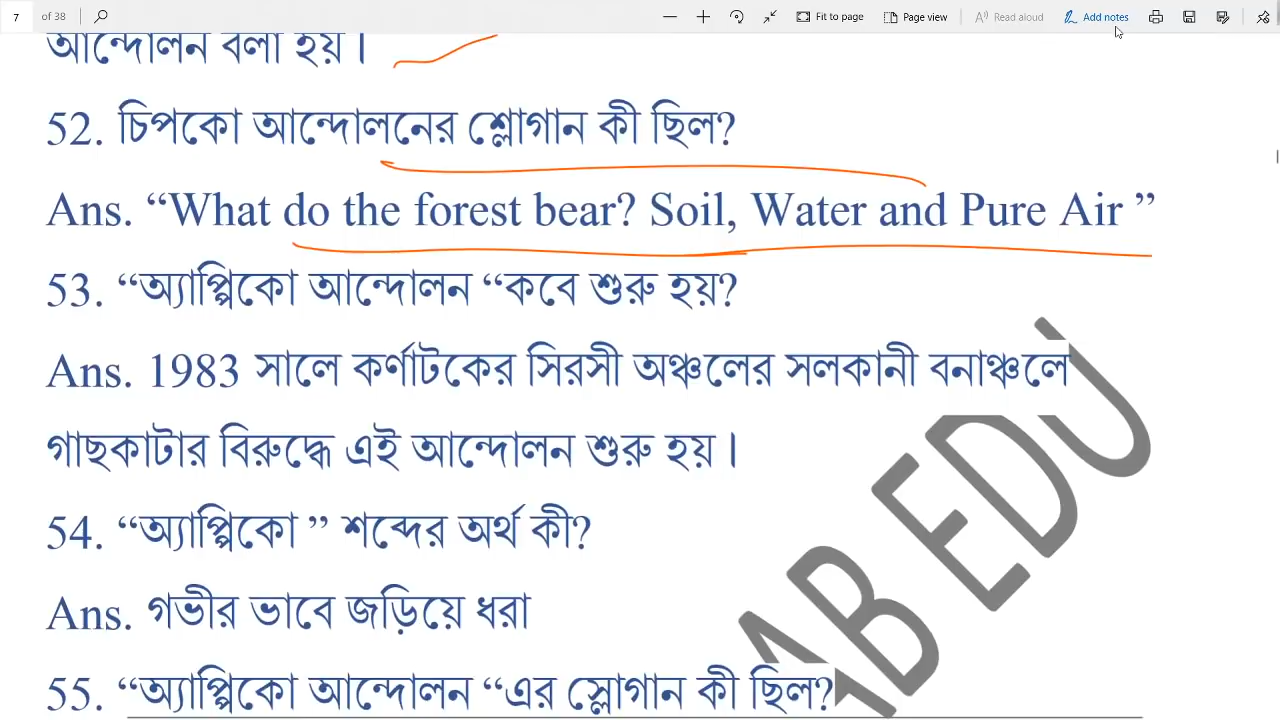 7 of 38 Fit to page Page view Read aloud Add notes
আন্দোলন বলা হয়।
52. চিপকো আন্দোলনের শ্লোগান কী ছিল?
Ans. “What do the forest bear? Soil, Water and Pure Air ”
53. “অ্যাপ্পিকো আন্দোলন “কবে শুরু হয়?
Ans. 1983 সালে কর্ণাটকের সিরসী অঞ্চলের সলকানী বনাঞ্চলে
গাছকাটার বিরুদ্ধে এই আন্দোলন শুরু হয়।
54. “অ্যাপ্পিকো ” শব্দের অর্থ কী?
Ans. গভীর ভাবে জড়িয়ে ধরা
55. “অ্যাপ্পিকো আন্দোলন “এর স্লোগান কী ছিল?
AB EDU